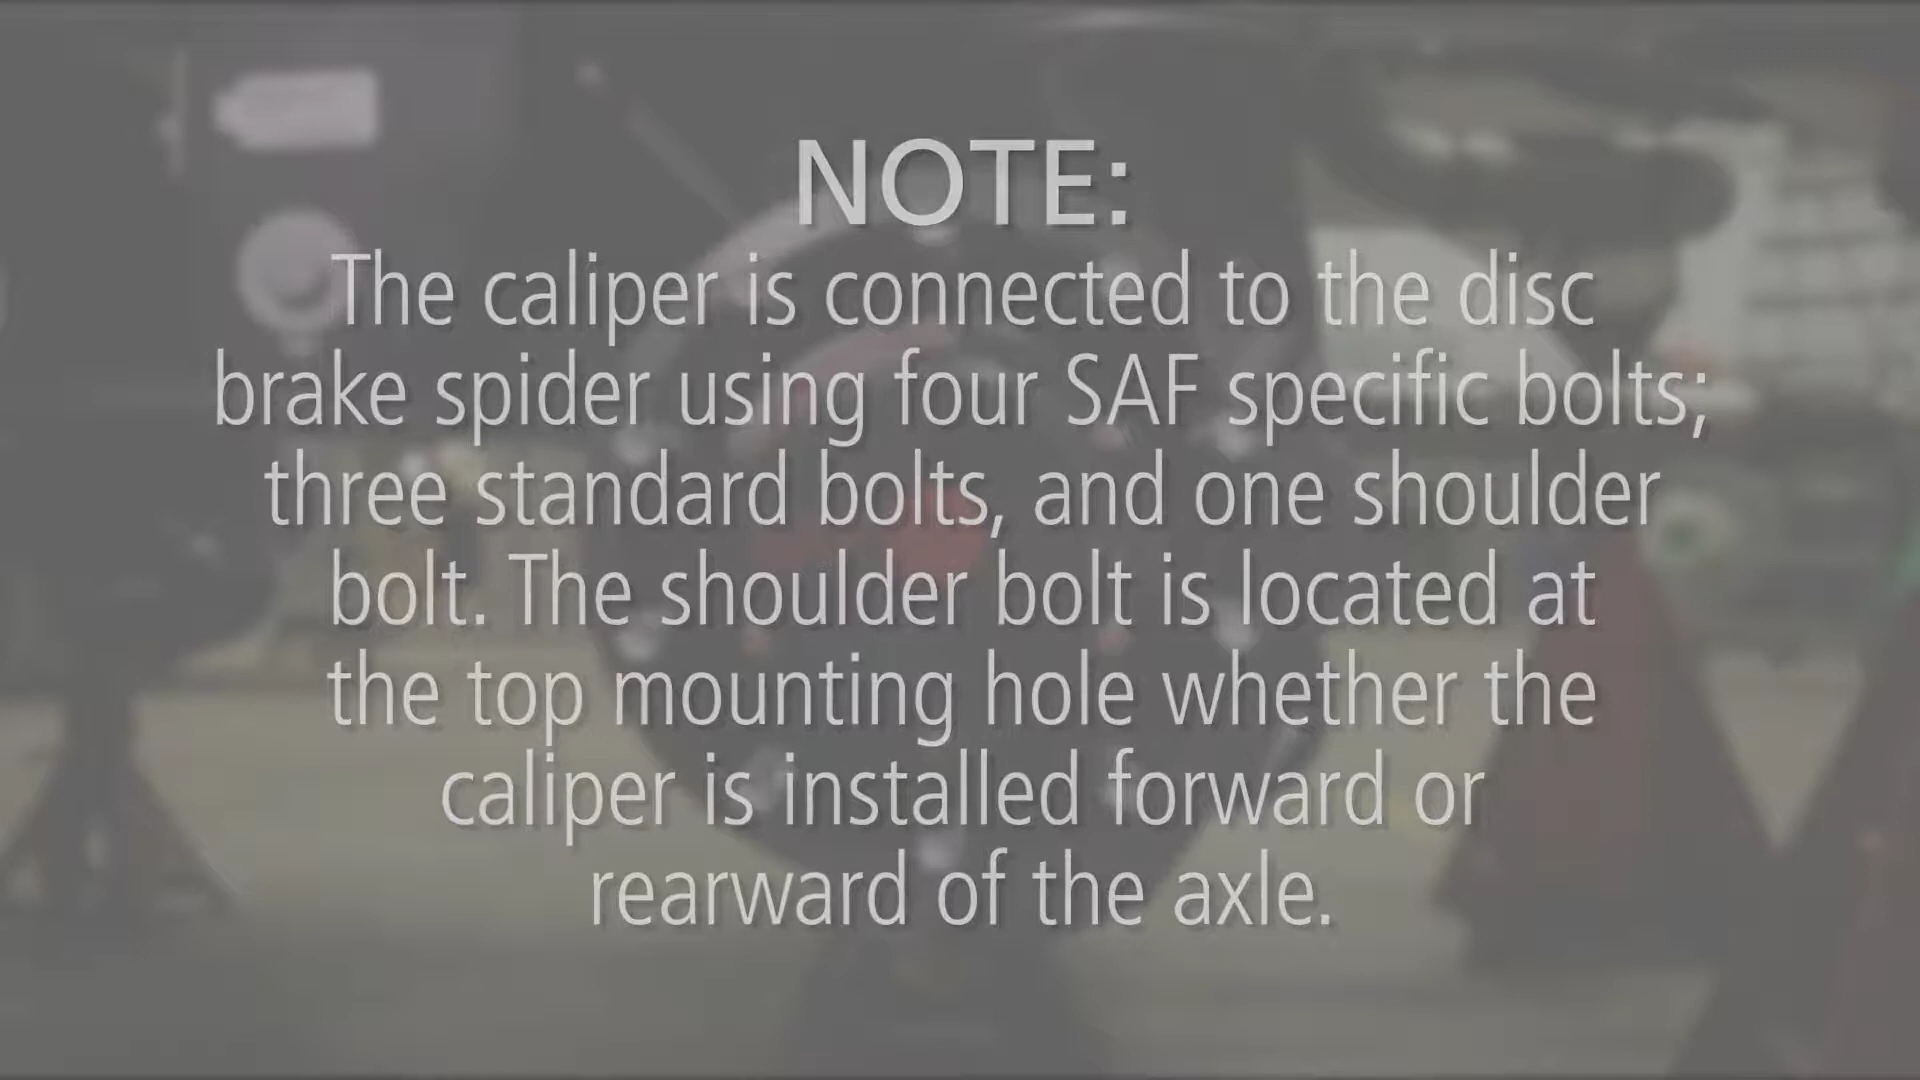 NOTE:
The caliper is connected to the disc
brake spider using four SAF specific bolts;
three standard bolts, and one shoulder
bolt. The shoulder bolt is located at
the top mounting hole whether the
caliper is installed forward or
rearward of the axle.